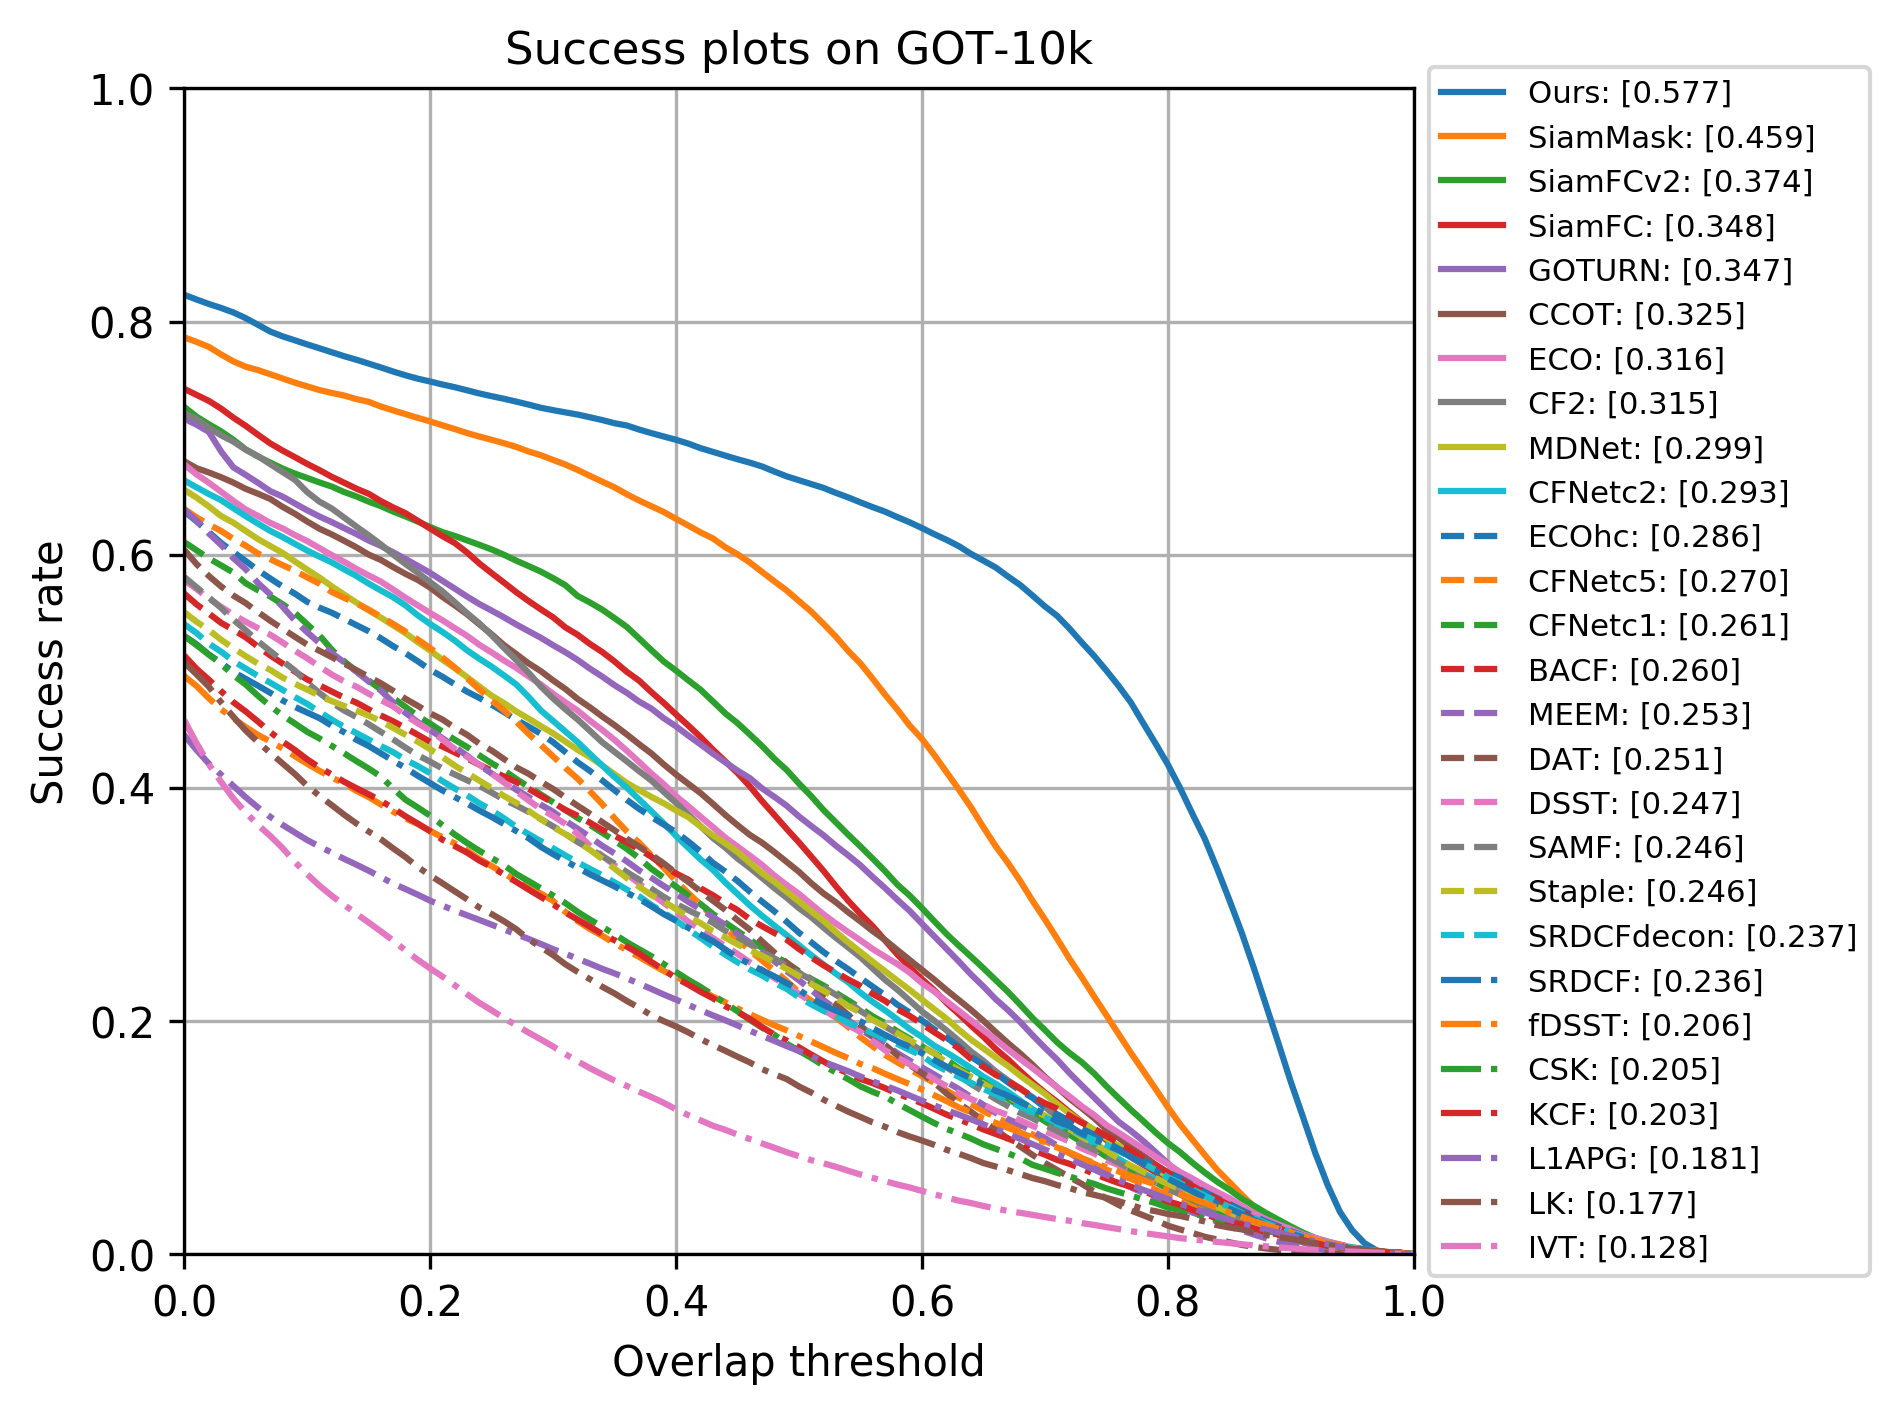 Success plots on GOT-10k
1.0
0.8
0.6
0.4
0.2
0.0
Success rate
0.0 0.2 0.4 0.6 0.8 1.0
Overlap threshold
Ours: [0.577]
SiamMask: [0.459]
SiamFCv2: [0.374]
SiamFC: [0.348]
GOTURN: [0.347]
CCOT: [0.325]
ECO: [0.316]
CF2: [0.315]
MDNet: [0.299]
CFNetc2: [0.293]
ECOhc: [0.286]
CFNetc5: [0.270]
CFNetc1: [0.261]
BACF: [0.260]
MEEM: [0.253]
DAT: [0.251]
DSST: [0.247]
SAMF: [0.246]
Staple: [0.246]
SRDCFdecon: [0.237]
SRDCF: [0.236]
fDSST: [0.206]
CSK: [0.205]
KCF: [0.203]
L1APG: [0.181]
LK: [0.177]
IVT: [0.128]